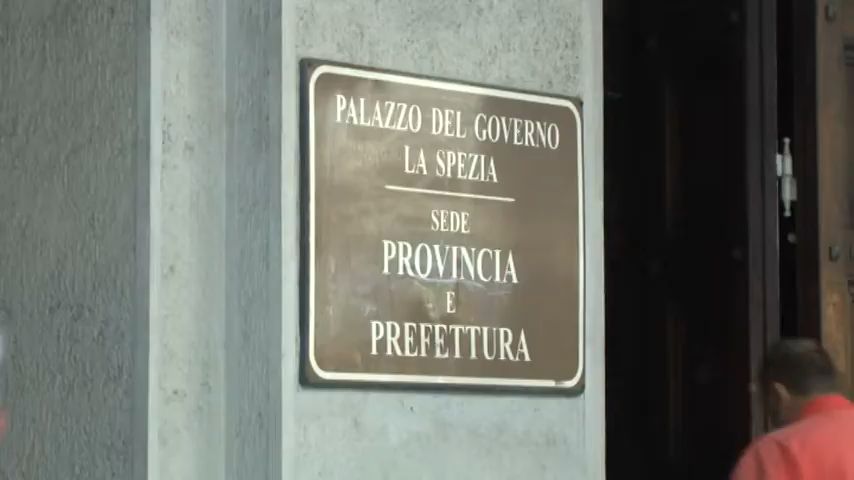 PALAZZO DEL GOVERNO
LA SPEZIA
SEDE
PROVINCIA
E
PREFETTURA